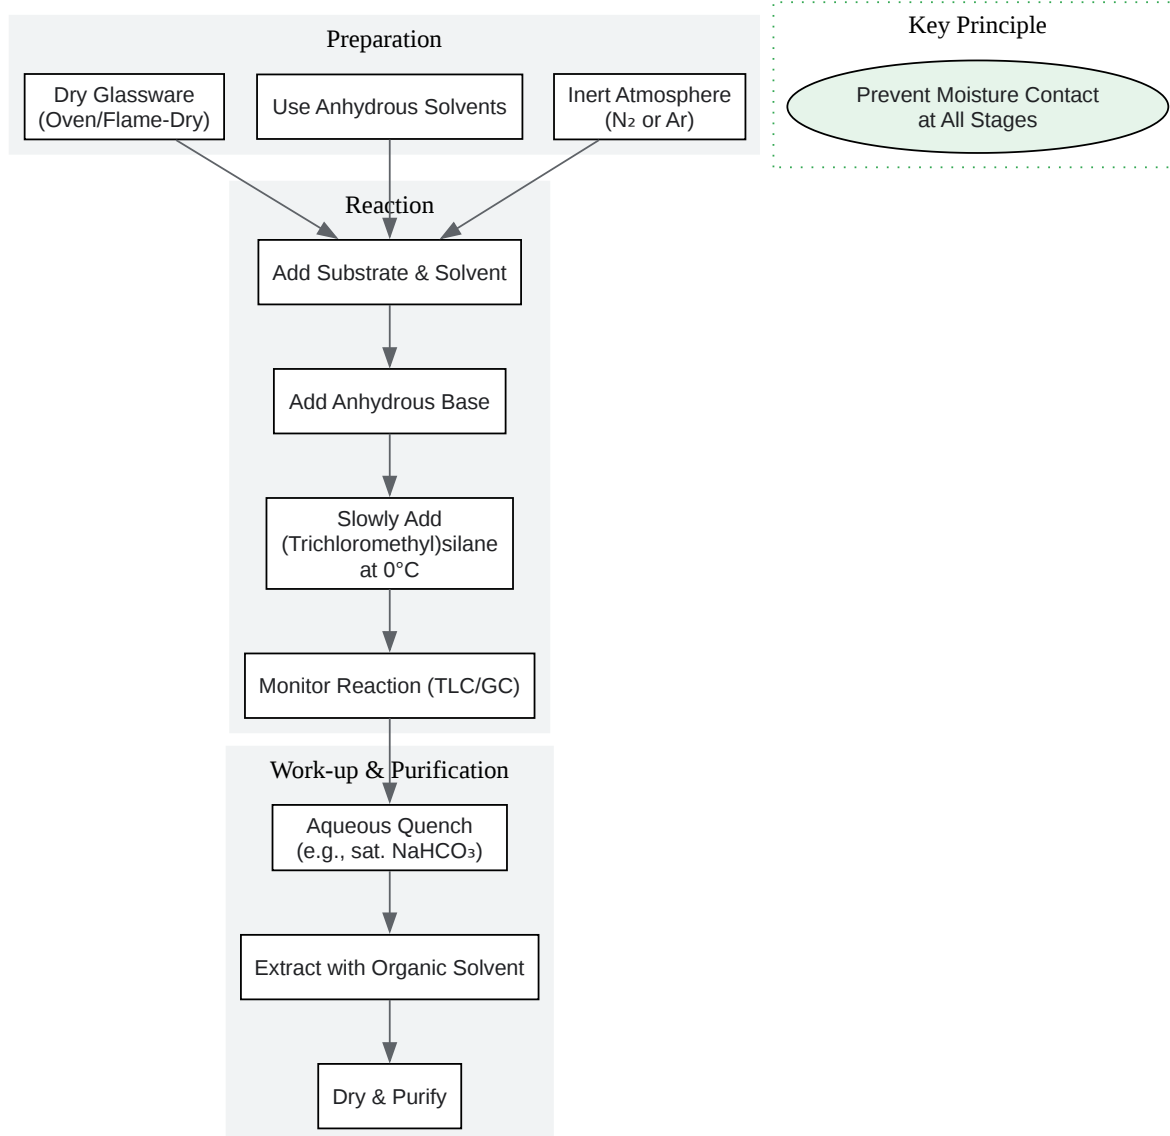 Preparation
Dry Glassware
(Oven/Flame-Dry)
Use Anhydrous Solvents
Inert Atmosphere
(N₂ or Ar)
Key Principle
Prevent Moisture Contact
at All Stages
Reaction
Add Substrate & Solvent
Add Anhydrous Base
Slowly Add
(Trichloromethyl)silane
at 0°C
Monitor Reaction (TLC/GC)
Work-up & Purification
Aqueous Quench
(e.g., sat. NaHCO₃)
Extract with Organic Solvent
Dry & Purify